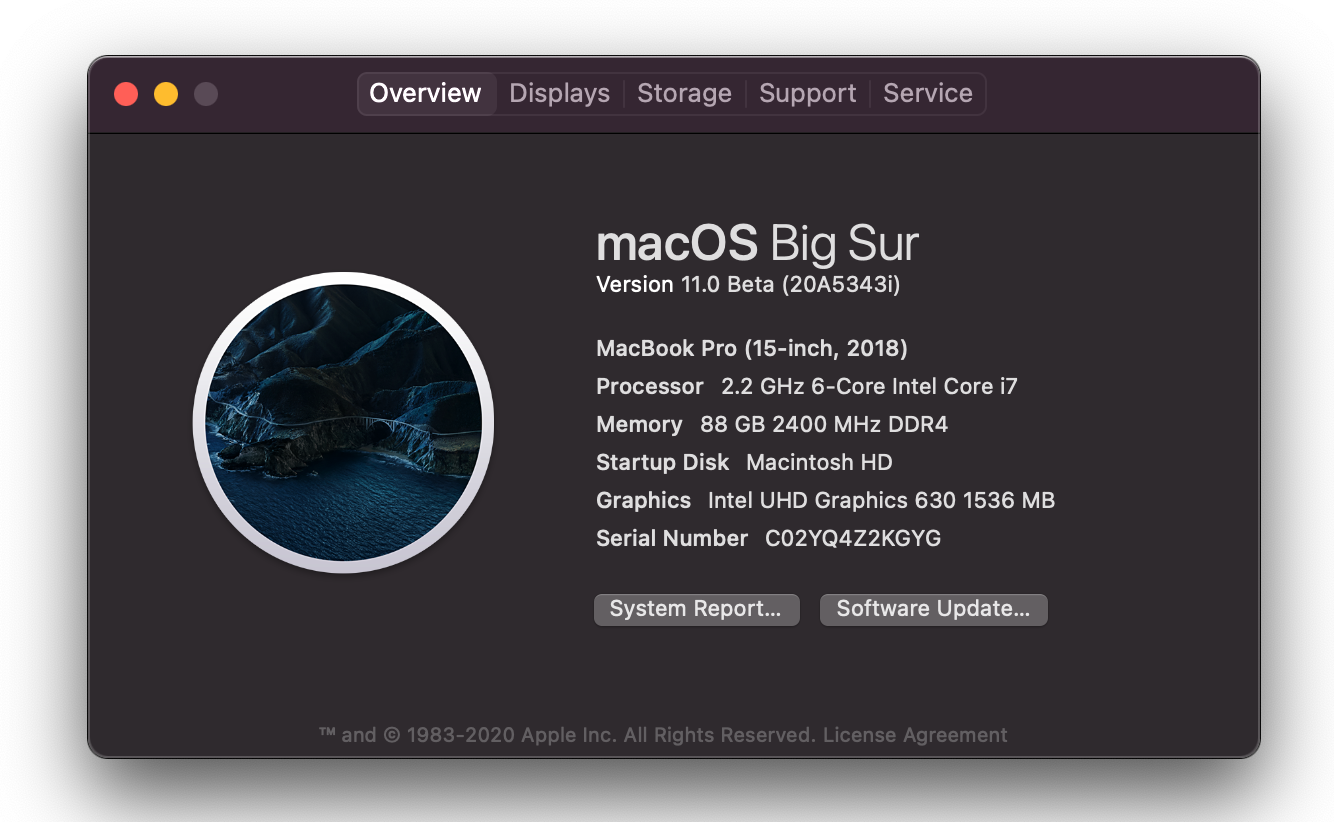 Overview Displays Storage Support Service
macOS Big Sur
Version 11.0 Beta (20A5343i)
MacBook Pro (15-inch, 2018)
Processor 2.2 GHz 6-Core Intel Core i7
Memory 88 GB 2400 MHz DDR4
Startup Disk Macintosh HD
Graphics Intel UHD Graphics 630 1536 MB
Serial Number C02YQ4Z2KGYG
System Report... Software Update...
™ and © 1983-2020 Apple Inc. All Rights Reserved. License Agreement